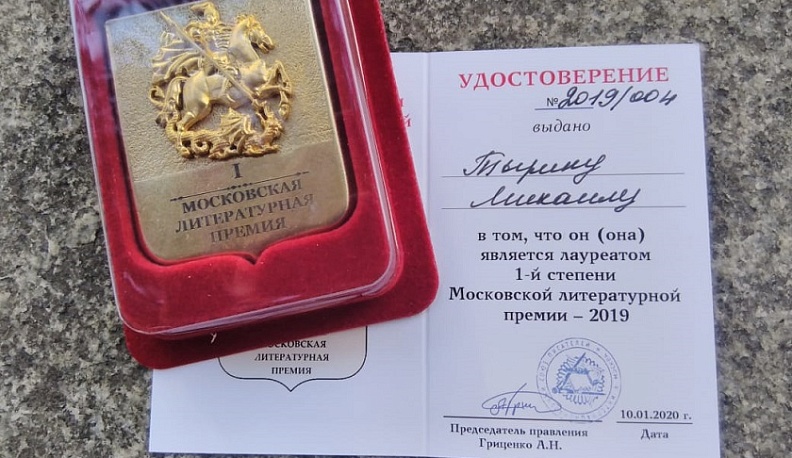 I
МОСКОВСКАЯ
ЛИТЕРАТУРНАЯ
ПРЕМИЯ
МОСКОВСКАЯ
ЛИТЕРАТУРНАЯ
ПРЕМИЯ
УДОСТОВЕРЕНИЕ
№2019/004
выдано
Тырину
Михаилу
в том, что он (она)
является лауреатом
1-й степени
Московской литературной
премии – 2019
10.01.2020 г.
Председатель правления
Гриценко А.Н.
Дата